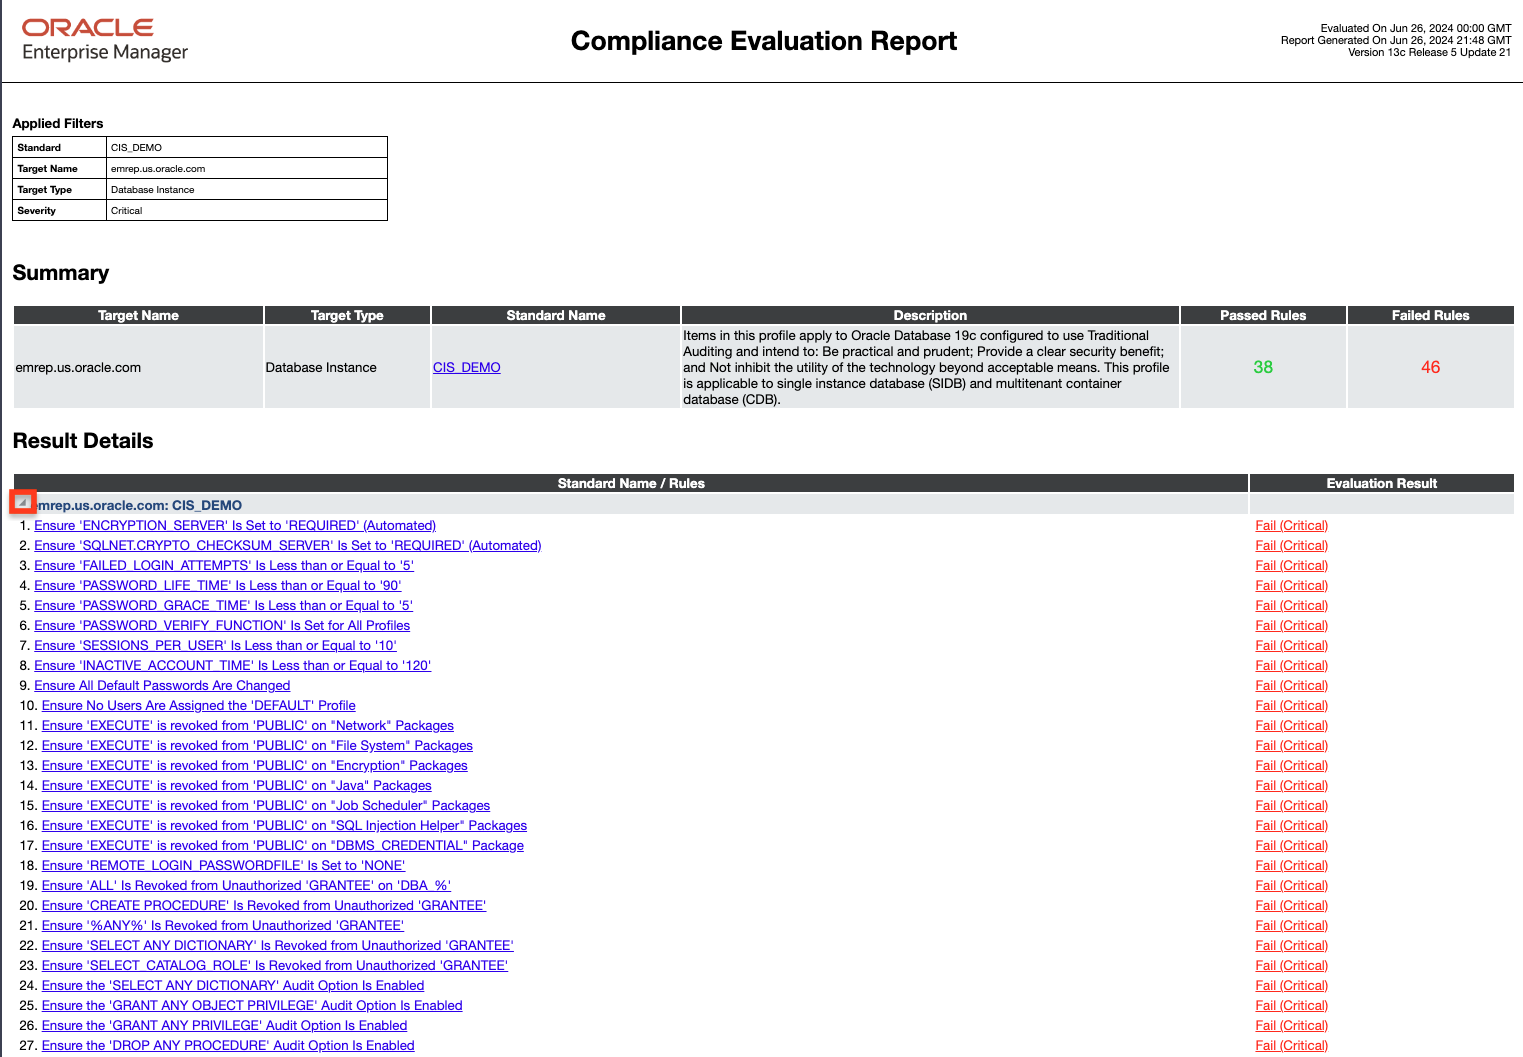 ORACLE
Enterprise Manager
Compliance Evaluation Report
Evaluated On Jun 26, 2024 00:00 GMT
Report Generated On Jun 26, 2024 21:48 GMT
Version 13c Release 5 Update 21
Applied Filters
Standard CIS_DEMO
Target Name emrep.us.oracle.com
Target Type Database Instance
Severity Critical
Summary
Target Name Target Type Standard Name Description Passed Rules Failed Rules
emrep.us.oracle.com Database Instance CIS_DEMO
Items in this profile apply to Oracle Database 19c configured to use Traditional
Auditing and intend to: Be practical and prudent; Provide a clear security benefit;
and Not inhibit the utility of the technology beyond acceptable means. This profile
is applicable to single instance database (SIDB) and multitenant container
database (CDB).
38 46
Result Details
Standard Name / Rules Evaluation Result
mrep.us.oracle.com: CIS_DEMO
1. Ensure 'ENCRYPTION_SERVER' Is Set to 'REQUIRED' (Automated) Fail (Critical)
2. Ensure 'SQLNET.CRYPTO_CHECKSUM_SERVER' Is Set to 'REQUIRED' (Automated) Fail (Critical)
3. Ensure 'FAILED_LOGIN_ATTEMPTS' Is Less than or Equal to '5' Fail (Critical)
4. Ensure 'PASSWORD_LIFE_TIME' Is Less than or Equal to '90' Fail (Critical)
5. Ensure 'PASSWORD_GRACE_TIME' Is Less than or Equal to '5' Fail (Critical)
6. Ensure 'PASSWORD_VERIFY_FUNCTION' Is Set for All Profiles Fail (Critical)
7. Ensure 'SESSIONS_PER_USER' Is Less than or Equal to '10' Fail (Critical)
8. Ensure 'INACTIVE_ACCOUNT_TIME' Is Less than or Equal to '120' Fail (Critical)
9. Ensure All Default Passwords Are Changed Fail (Critical)
10. Ensure No Users Are Assigned the 'DEFAULT' Profile Fail (Critical)
11. Ensure 'EXECUTE' is revoked from 'PUBLIC' on "Network" Packages Fail (Critical)
12. Ensure 'EXECUTE' is revoked from 'PUBLIC' on "File System" Packages Fail (Critical)
13. Ensure 'EXECUTE' is revoked from 'PUBLIC' on "Encryption" Packages Fail (Critical)
14. Ensure 'EXECUTE' is revoked from 'PUBLIC' on "Java" Packages Fail (Critical)
15. Ensure 'EXECUTE' is revoked from 'PUBLIC' on "Job Scheduler" Packages Fail (Critical)
16. Ensure 'EXECUTE' is revoked from 'PUBLIC' on "SQL Injection Helper" Packages Fail (Critical)
17. Ensure 'EXECUTE' is revoked from 'PUBLIC' on "DBMS_CREDENTIAL" Package Fail (Critical)
18. Ensure 'REMOTE_LOGIN_PASSWORDFILE' Is Set to 'NONE' Fail (Critical)
19. Ensure 'ALL' Is Revoked from Unauthorized 'GRANTEE' on 'DBA_%' Fail (Critical)
20. Ensure 'CREATE PROCEDURE' Is Revoked from Unauthorized 'GRANTEE' Fail (Critical)
21. Ensure '%ANY%' Is Revoked from Unauthorized 'GRANTEE' Fail (Critical)
22. Ensure 'SELECT ANY DICTIONARY' Is Revoked from Unauthorized 'GRANTEE' Fail (Critical)
23. Ensure 'SELECT_CATALOG_ROLE' Is Revoked from Unauthorized 'GRANTEE' Fail (Critical)
24. Ensure the 'SELECT ANY DICTIONARY' Audit Option Is Enabled Fail (Critical)
25. Ensure the 'GRANT ANY OBJECT PRIVILEGE' Audit Option Is Enabled Fail (Critical)
26. Ensure the 'GRANT ANY PRIVILEGE' Audit Option Is Enabled Fail (Critical)
27. Ensure the 'DROP ANY PROCEDURE' Audit Option Is Enabled Fail (Critical)